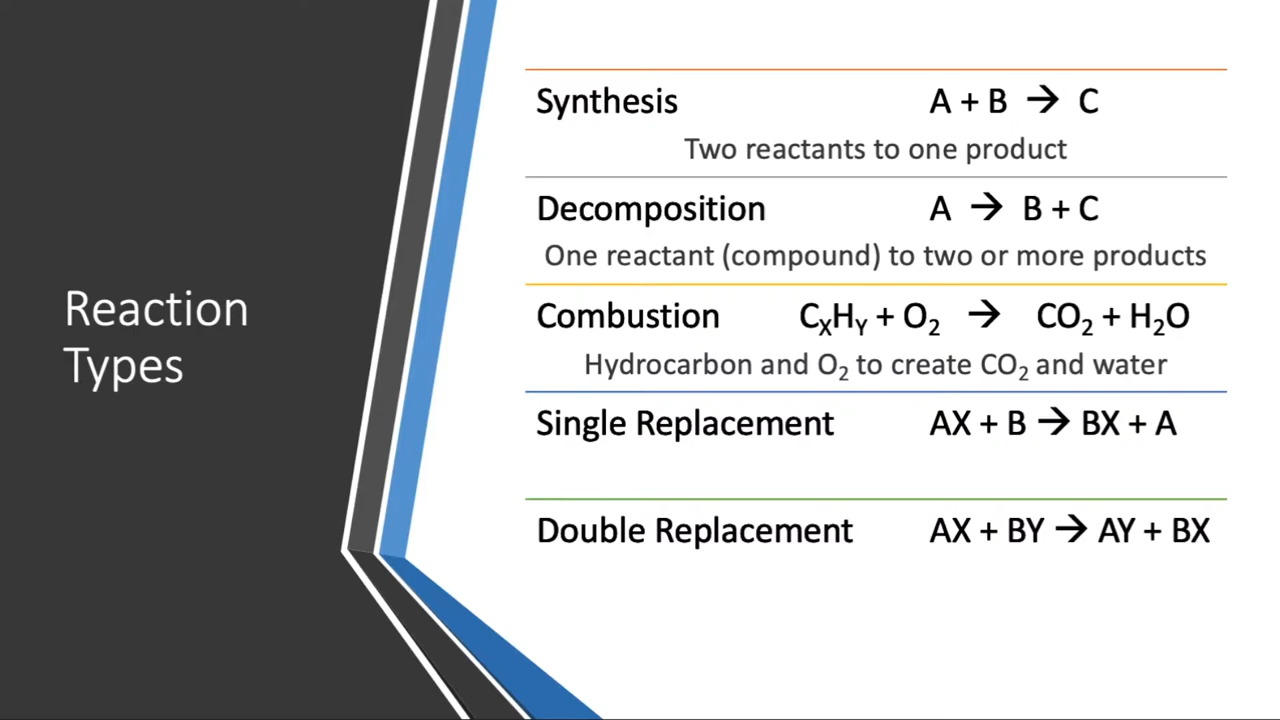 Reaction
Types
Synthesis A + B → C
Two reactants to one product
Decomposition A → B + C
One reactant (compound) to two or more products
Combustion CₓHᵧ + O₂ → CO₂ + H₂O
Hydrocarbon and O₂ to create CO₂ and water
Single Replacement AX + B → BX + A
Double Replacement AX + BY → AY + BX